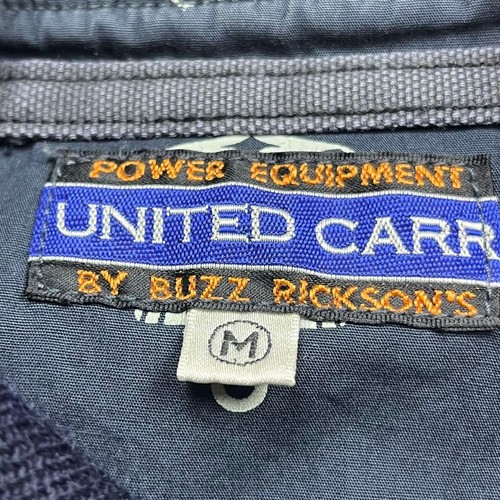 POWER EQUIPMENT
UNITED CARR
BY BUZZ RICKSON'S
M